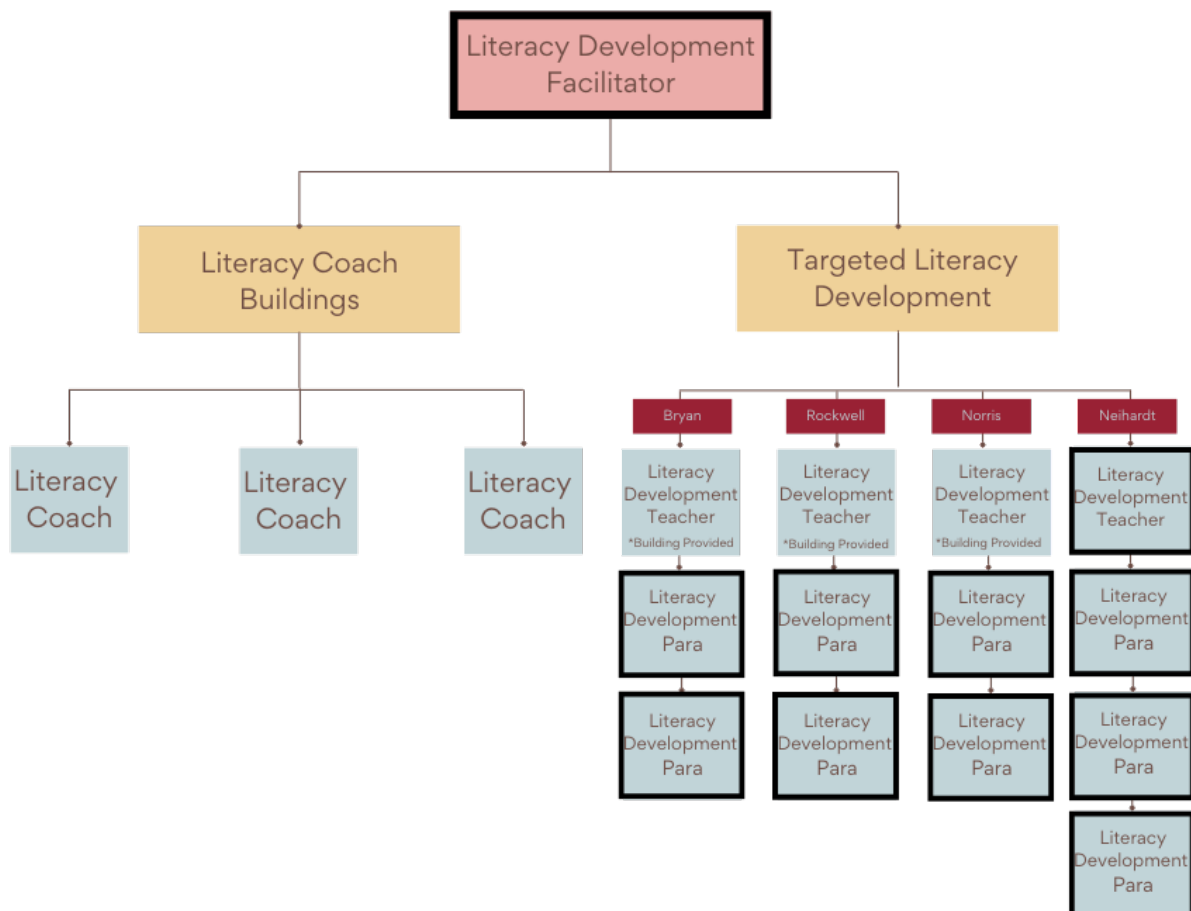 Literacy Development
Facilitator
Literacy Coach
Buildings
Targeted Literacy
Development
Literacy
Coach
Literacy
Coach
Literacy
Coach
Bryan
Rockwell
Norris
Neihardt
Literacy
Development
Teacher
*Building Provided
Literacy
Development
Teacher
*Building Provided
Literacy
Development
Teacher
*Building Provided
Literacy
Development
Teacher
Literacy
Development
Para
Literacy
Development
Para
Literacy
Development
Para
Literacy
Development
Para
Literacy
Development
Para
Literacy
Development
Para
Literacy
Development
Para
Literacy
Development
Para
Literacy
Development
Para